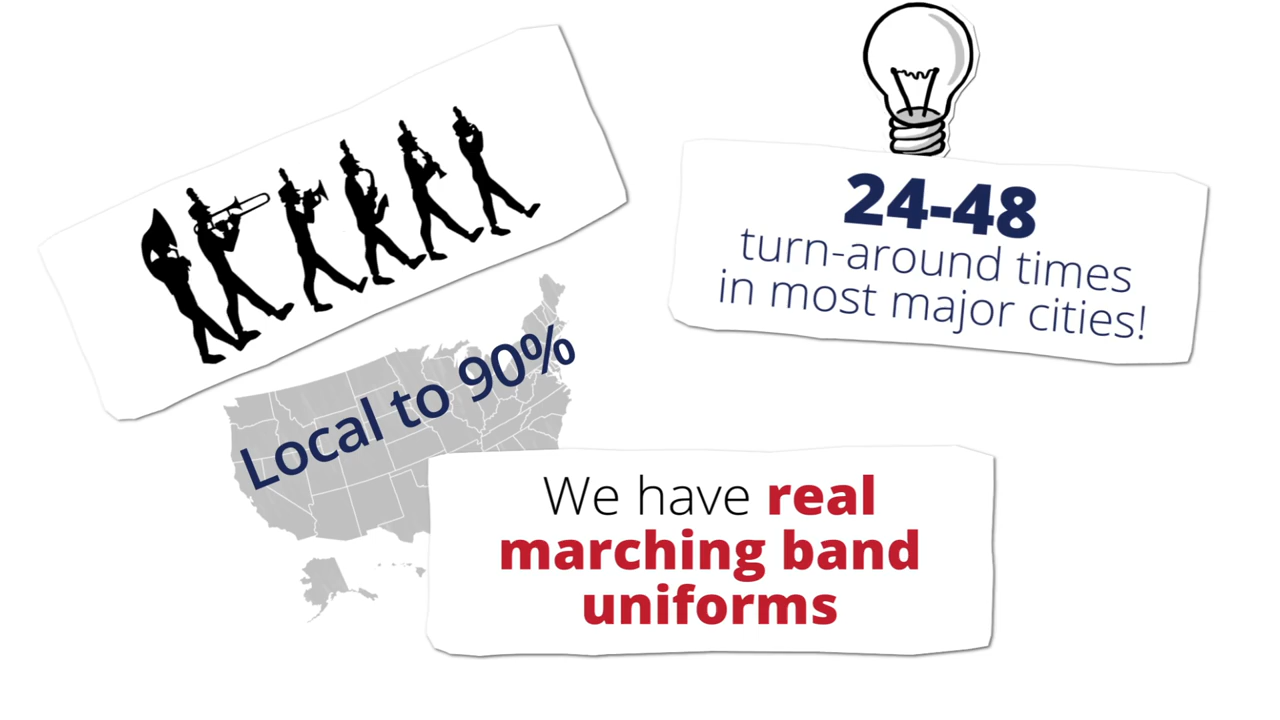 24-48
turn-around times
in most major cities!
Local to 90%
We have real
marching band
uniforms